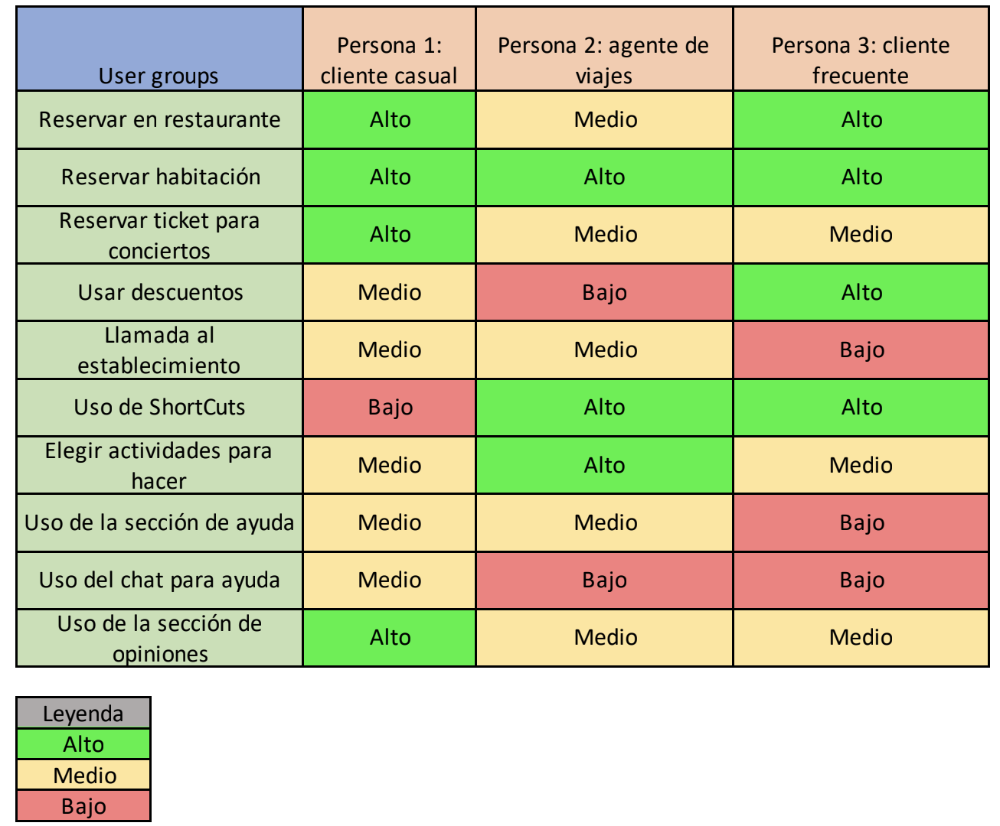 User groups
Persona 1:
cliente casual
Persona 2: agente de
viajes
Persona 3: cliente
frecuente
Reservar en restaurante
Alto
Medio
Alto
Reservar habitación
Alto
Alto
Alto
Reservar ticket para
conciertos
Alto
Medio
Medio
Usar descuentos
Medio
Bajo
Alto
Llamada al
establecimiento
Medio
Medio
Bajo
Uso de ShortCuts
Bajo
Alto
Alto
Elegir actividades para
hacer
Medio
Alto
Medio
Uso de la sección de ayuda
Medio
Medio
Bajo
Uso del chat para ayuda
Medio
Bajo
Bajo
Uso de la sección de
opiniones
Alto
Medio
Medio
Leyenda
Alto
Medio
Bajo